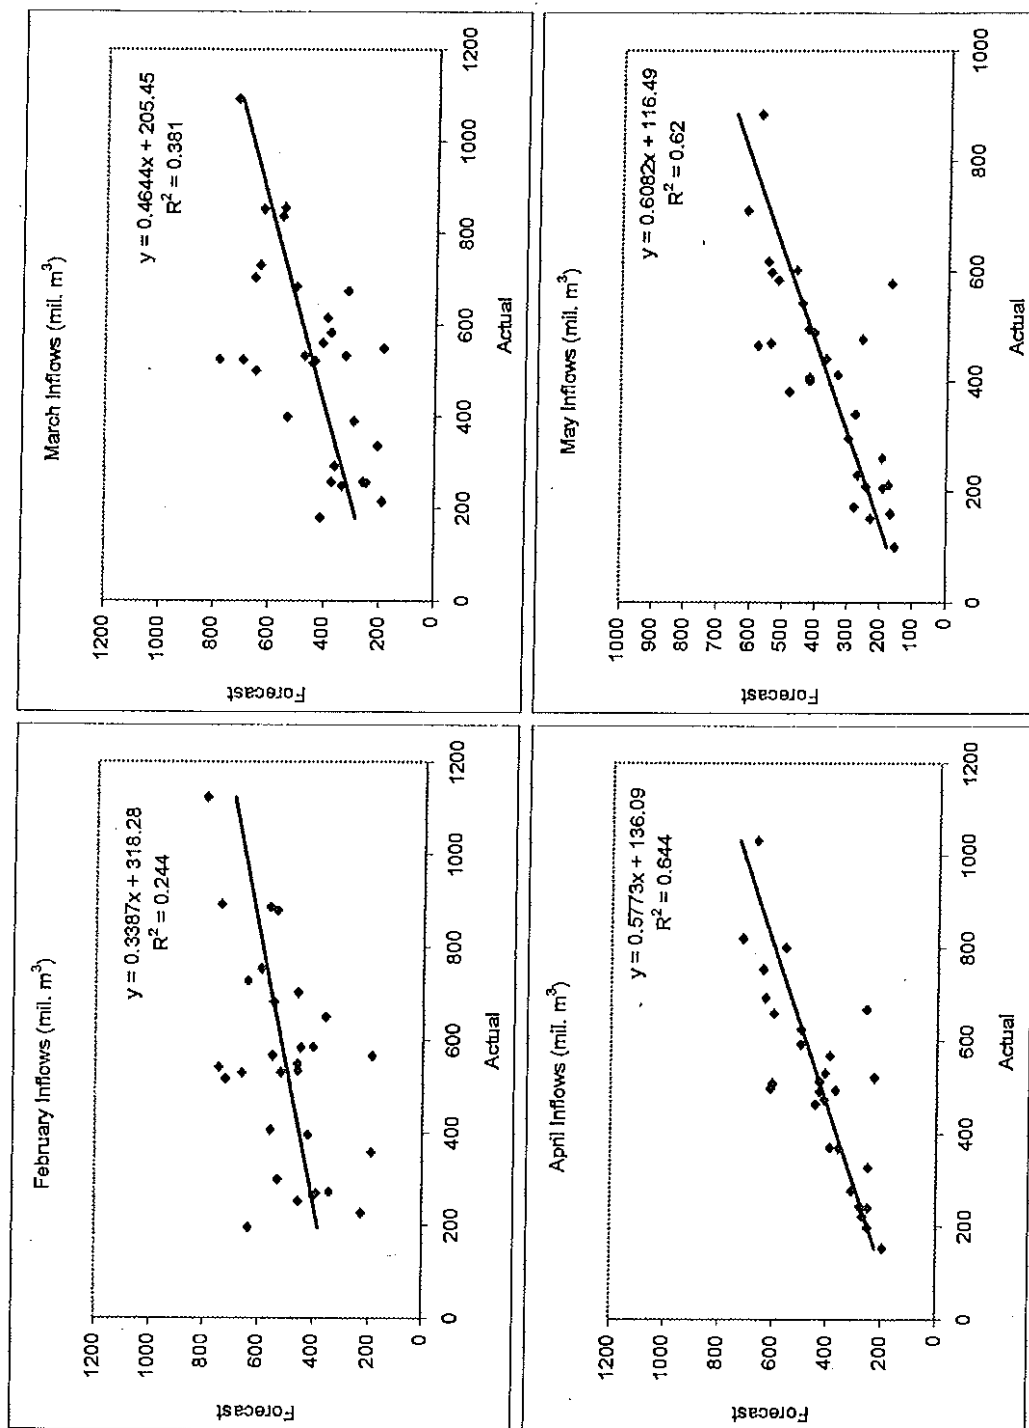 February Inflows (mil. m³)
y = 0.3387x + 318.28
R² = 0.244
1200
1000
800
600
400
200
0
0
200
400
600
800
1000
1200
Forecast
Actual
March Inflows (mil. m³)
y = 0.4644x + 205.45
R² = 0.381
1200
1000
800
600
400
200
0
0
200
400
600
800
1000
1200
Forecast
Actual
April Inflows (mil. m³)
y = 0.5773x + 136.09
R² = 0.644
1200
1000
800
600
400
200
0
0
200
400
600
800
1000
1200
Forecast
Actual
May Inflows (mil. m³)
y = 0.6082x + 116.49
R² = 0.62
1000
900
800
700
600
500
400
300
200
100
0
200
400
600
800
1000
Forecast
Actual